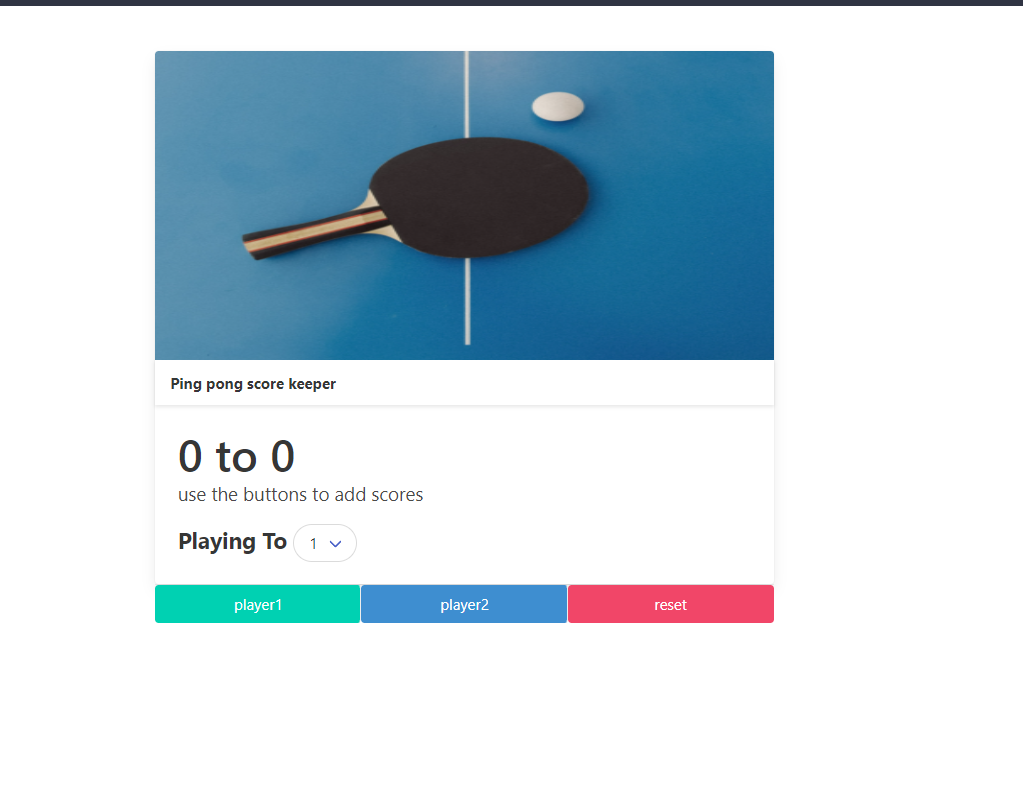 Ping pong score keeper
0 to 0
use the buttons to add scores
Playing To 1
player1 player2 reset